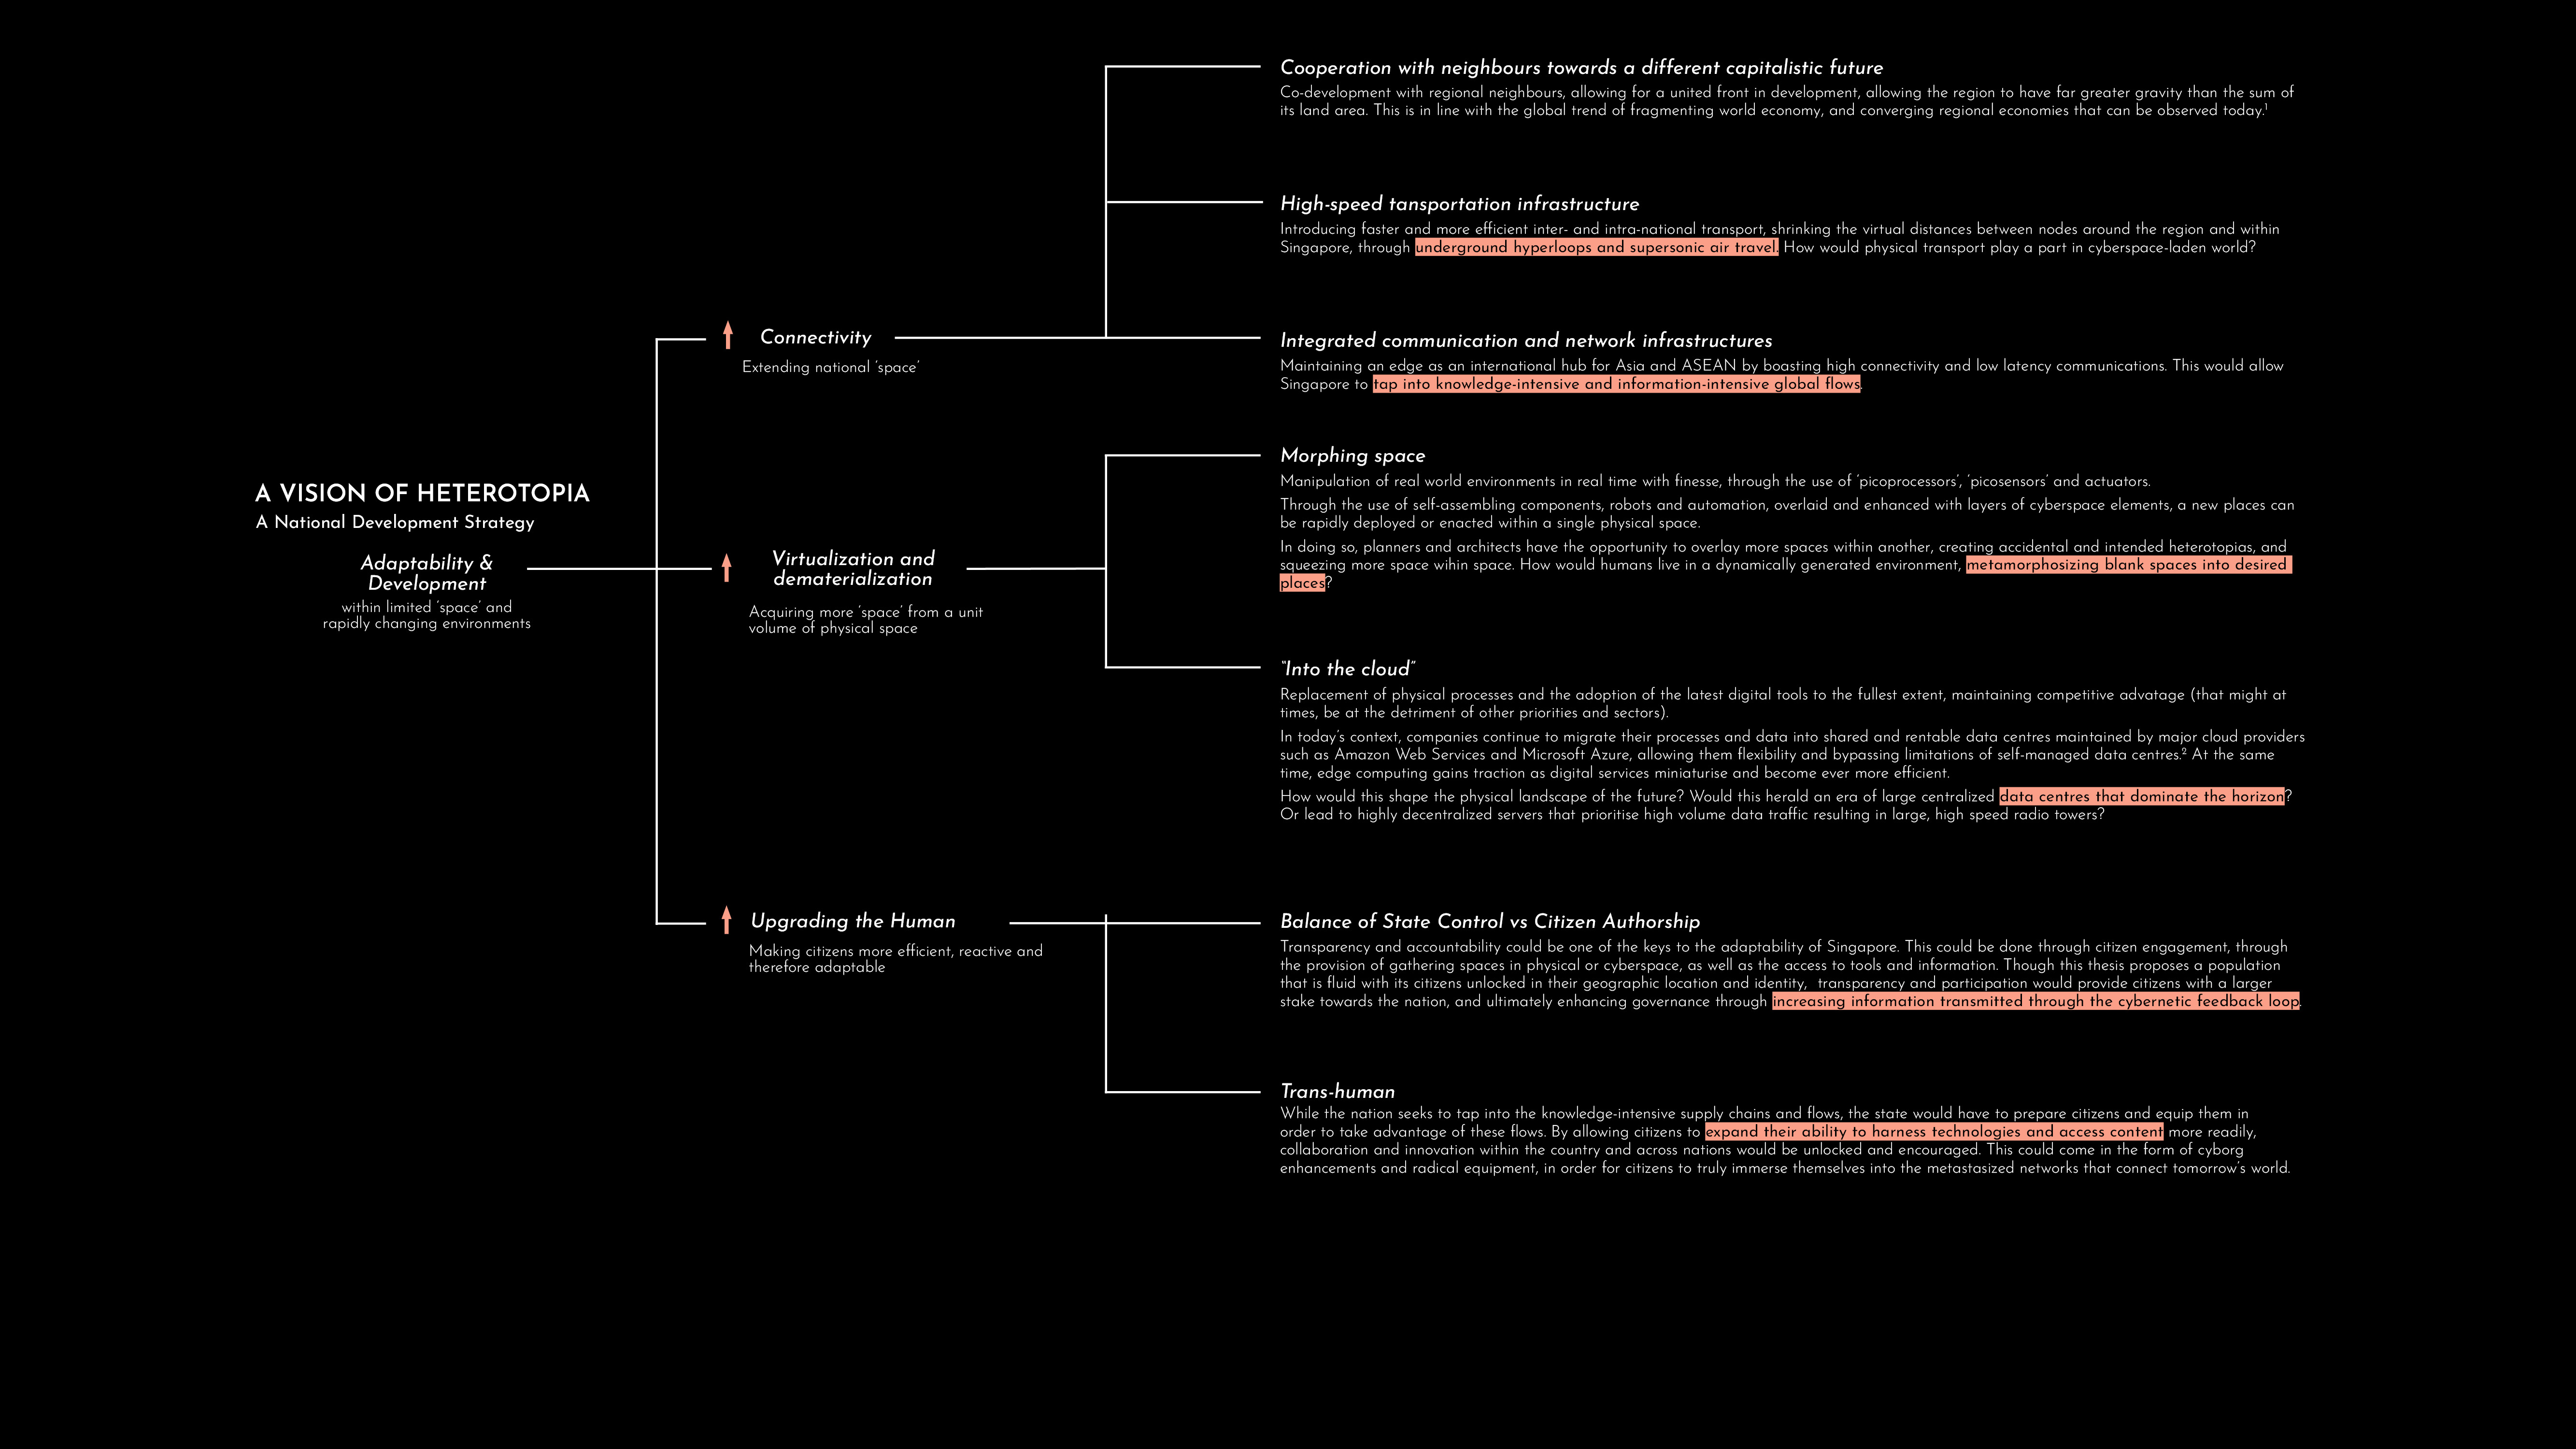 A VISION OF HETEROTOPIA
A National Development Strategy
Adaptability &
Development
within limited ‘space’ and
rapidly changing environments
Connectivity
Extending national ‘space’
Cooperation with neighbours towards a different capitalistic future
Co-development with regional neighbours, allowing for a united front in development, allowing the region to have far greater gravity than the sum of
its land area. This is in line with the global trend of fragmenting world economy, and converging regional economies that can be observed today.¹
High-speed tansportation infrastructure
Introducing faster and more efficient inter- and intra-national transport, shrinking the virtual distances between nodes around the region and within
Singapore, through underground hyperloops and supersonic air travel. How would physical transport play a part in cyberspace-laden world?
Integrated communication and network infrastructures
Maintaining an edge as an international hub for Asia and ASEAN by boasting high connectivity and low latency communications. This would allow
Singapore to tap into knowledge-intensive and information-intensive global flows.
Virtualization and
dematerialization
Acquiring more ‘space’ from a unit
volume of physical space
Morphing space
Manipulation of real world environments in real time with finesse, through the use of ‘picoprocessors’, ‘picosensors’ and actuators.
Through the use of self-assembling components, robots and automation, overlaid and enhanced with layers of cyberspace elements, a new places can
be rapidly deployed or enacted within a single physical space.
In doing so, planners and architects have the opportunity to overlay more spaces within another, creating accidental and intended heterotopias, and
squeezing more space wihin space. How would humans live in a dynamically generated environment, metamorphosizing blank spaces into desired
places?
“Into the cloud”
Replacement of physical processes and the adoption of the latest digital tools to the fullest extent, maintaining competitive advatage (that might at
times, be at the detriment of other priorities and sectors).
In today’s context, companies continue to migrate their processes and data into shared and rentable data centres maintained by major cloud providers
such as Amazon Web Services and Microsoft Azure, allowing them flexibility and bypassing limitations of self-managed data centres.² At the same
time, edge computing gains traction as digital services miniaturise and become ever more efficient.
How would this shape the physical landscape of the future? Would this herald an era of large centralized data centres that dominate the horizon?
Or lead to highly decentralized servers that prioritise high volume data traffic resulting in large, high speed radio towers?
Upgrading the Human
Making citizens more efficient, reactive and
therefore adaptable
Balance of State Control vs Citizen Authorship
Transparency and accountability could be one of the keys to the adaptability of Singapore. This could be done through citizen engagement, through
the provision of gathering spaces in physical or cyberspace, as well as the access to tools and information. Though this thesis proposes a population
that is fluid with its citizens unlocked in their geographic location and identity, transparency and participation would provide citizens with a larger
stake towards the nation, and ultimately enhancing governance through increasing information transmitted through the cybernetic feedback loop.
Trans-human
While the nation seeks to tap into the knowledge-intensive supply chains and flows, the state would have to prepare citizens and equip them in
order to take advantage of these flows. By allowing citizens to expand their ability to harness technologies and access content more readily,
collaboration and innovation within the country and across nations would be unlocked and encouraged. This could come in the form of cyborg
enhancements and radical equipment, in order for citizens to truly immerse themselves into the metastasized networks that connect tomorrow’s world.